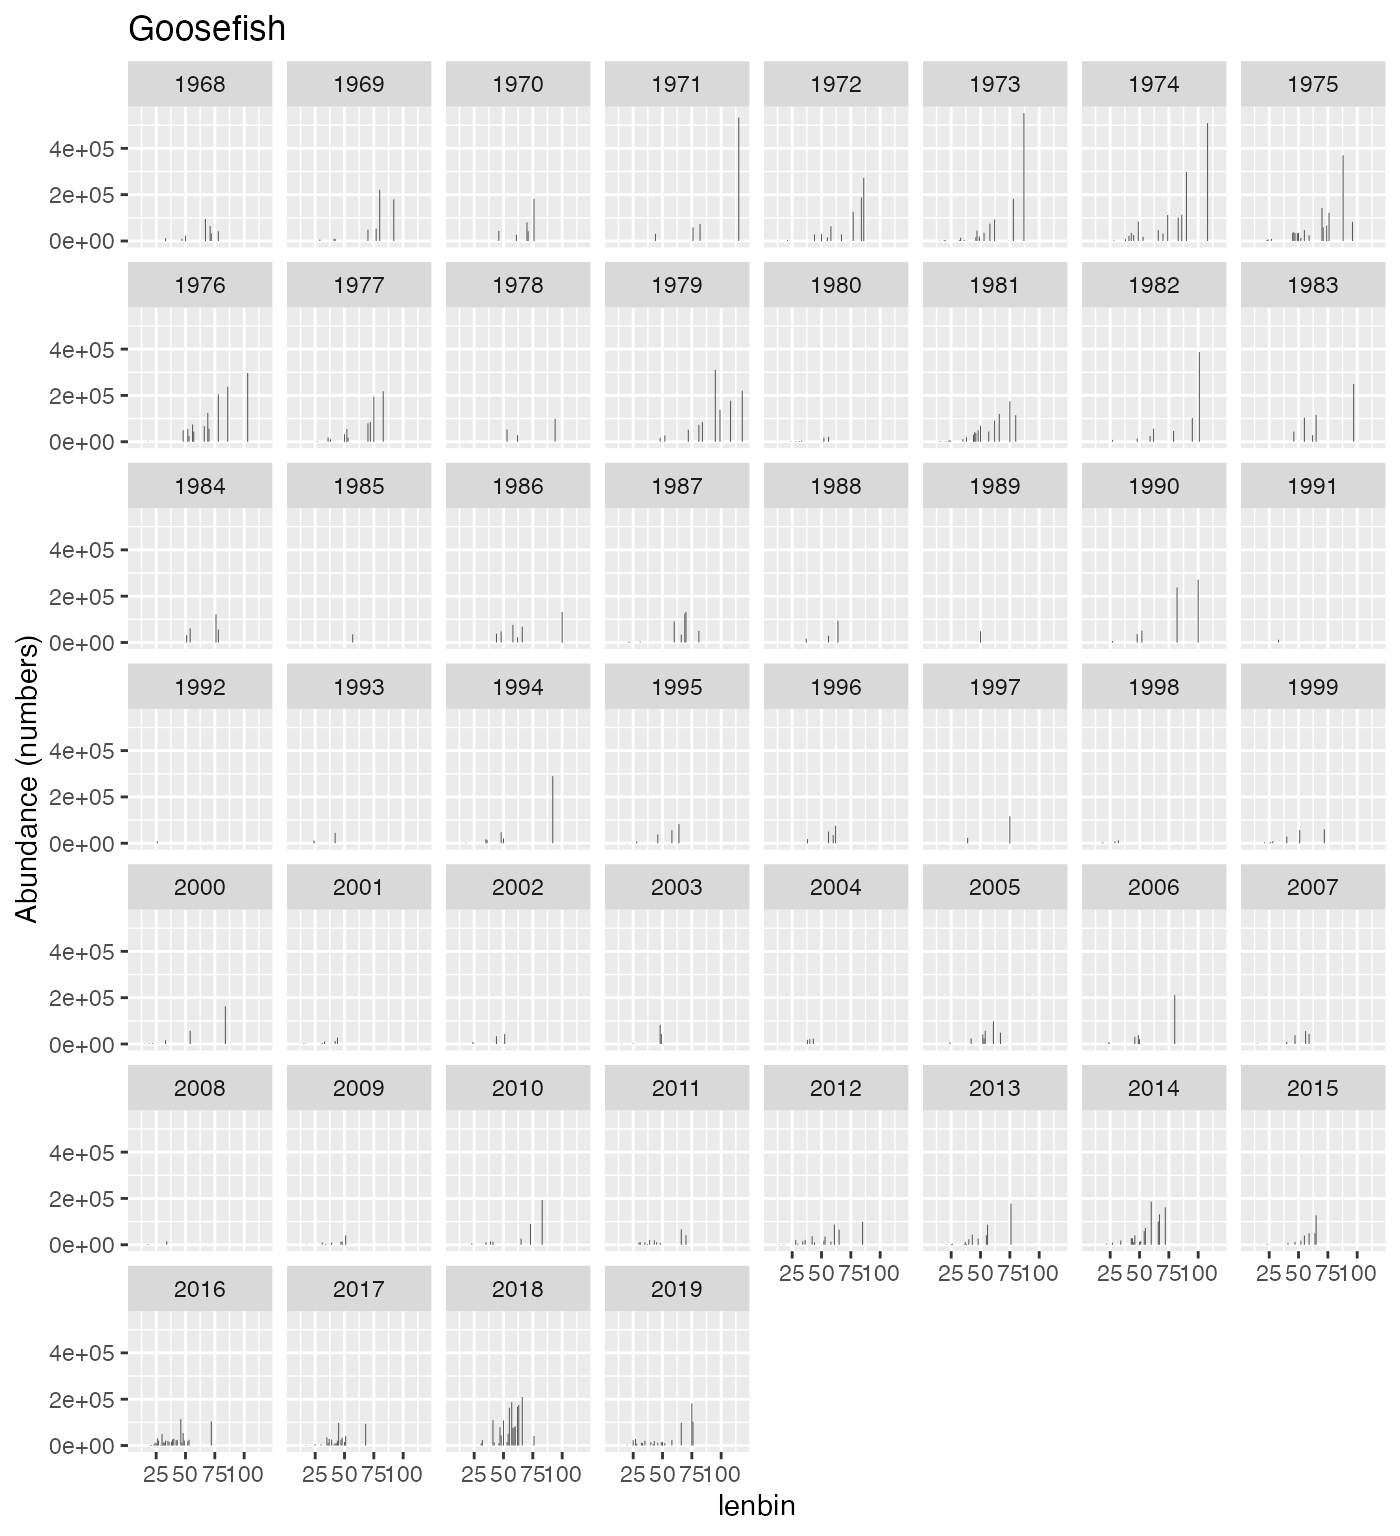 Goosefish
1968 1969 1970 1971 1972 1973 1974 1975
4e+05
2e+05
0e+00
1976 1977 1978 1979 1980 1981 1982 1983
4e+05
2e+05
0e+00
1984 1985 1986 1987 1988 1989 1990 1991
4e+05
2e+05
0e+00
1992 1993 1994 1995 1996 1997 1998 1999
4e+05
2e+05
0e+00
Abundance (numbers)
2000 2001 2002 2003 2004 2005 2006 2007
4e+05
2e+05
0e+00
2008 2009 2010 2011 2012 2013 2014 2015
4e+05
2e+05
0e+00
25 50 75 100 25 50 75 100 25 50 75 100 25 50 75 100
2016 2017 2018 2019
4e+05
2e+05
0e+00
25 50 75 100 25 50 75 100 25 50 75 100 25 50 75 100
lenbin